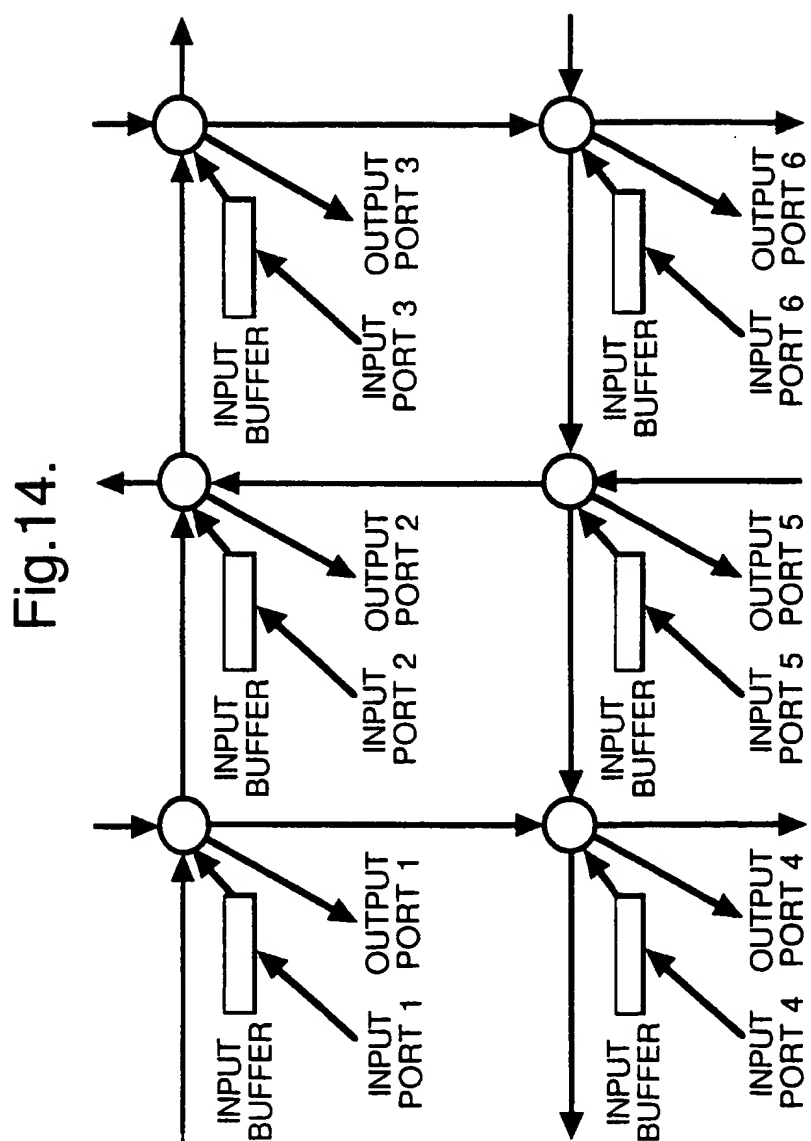 Fig.14.
INPUT
BUFFER
INPUT
PORT 1
OUTPUT
PORT 1
INPUT
BUFFER
INPUT
PORT 2
OUTPUT
PORT 2
INPUT
BUFFER
INPUT
PORT 3
OUTPUT
PORT 3
INPUT
BUFFER
INPUT
PORT 4
OUTPUT
PORT 4
INPUT
BUFFER
INPUT
PORT 5
OUTPUT
PORT 5
INPUT
BUFFER
INPUT
PORT 6
OUTPUT
PORT 6